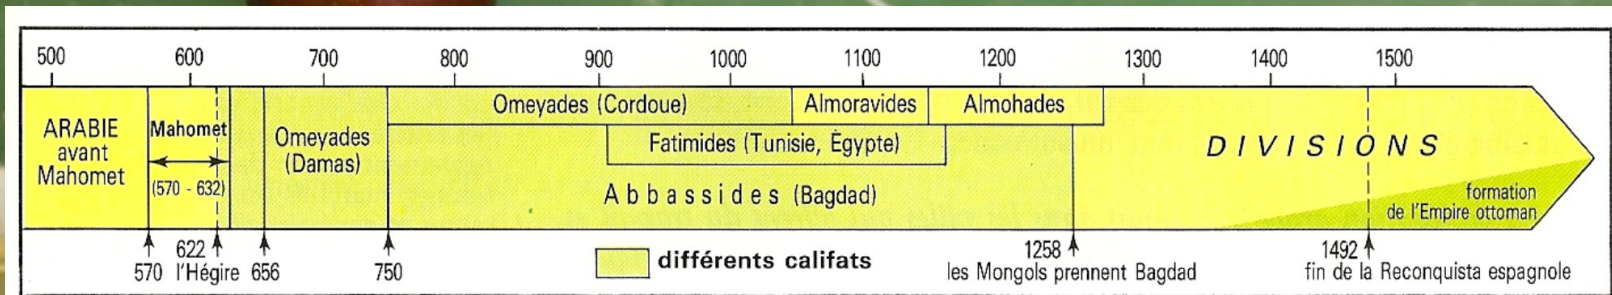 500 600 700 800 900 1000 1100 1200 1300 1400 1500
ARABIE
avant
Mahomet
Mahomet
(570 - 632)
Omeyades
(Damas)
Omeyades (Cordoue)
Almoravides
Almohades
Fatimides (Tunisie, Égypte)
Abbassides (Bagdad)
DIVISIONS
formation
de l'Empire ottoman
570
622
l'Hégire
656
750
différents califats
1258
les Mongols prennent Bagdad
1492
fin de la Reconquista espagnole